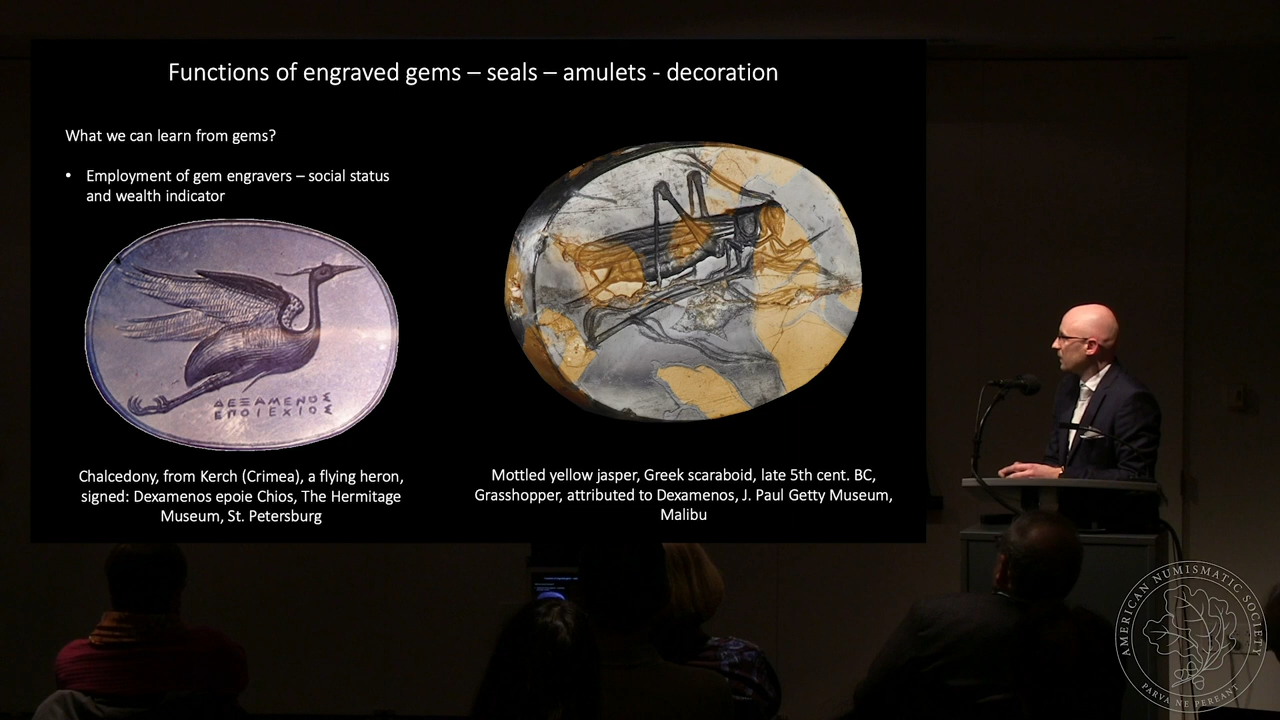 Functions of engraved gems – seals – amulets - decoration
What we can learn from gems?
• Employment of gem engravers – social status
and wealth indicator
ΔΕΞΑΜΕΝΟΣ
ΕΠΟΙΕΧΙΟΣ
Chalcedony, from Kerch (Crimea), a flying heron,
signed: Dexamenos epoie Chios, The Hermitage
Museum, St. Petersburg
Mottled yellow jasper, Greek scaraboid, late 5th cent. BC,
Grasshopper, attributed to Dexamenos, J. Paul Getty Museum,
Malibu
AMERICAN NUMISMATIC SOCIETY
PARVA NE PEREANT